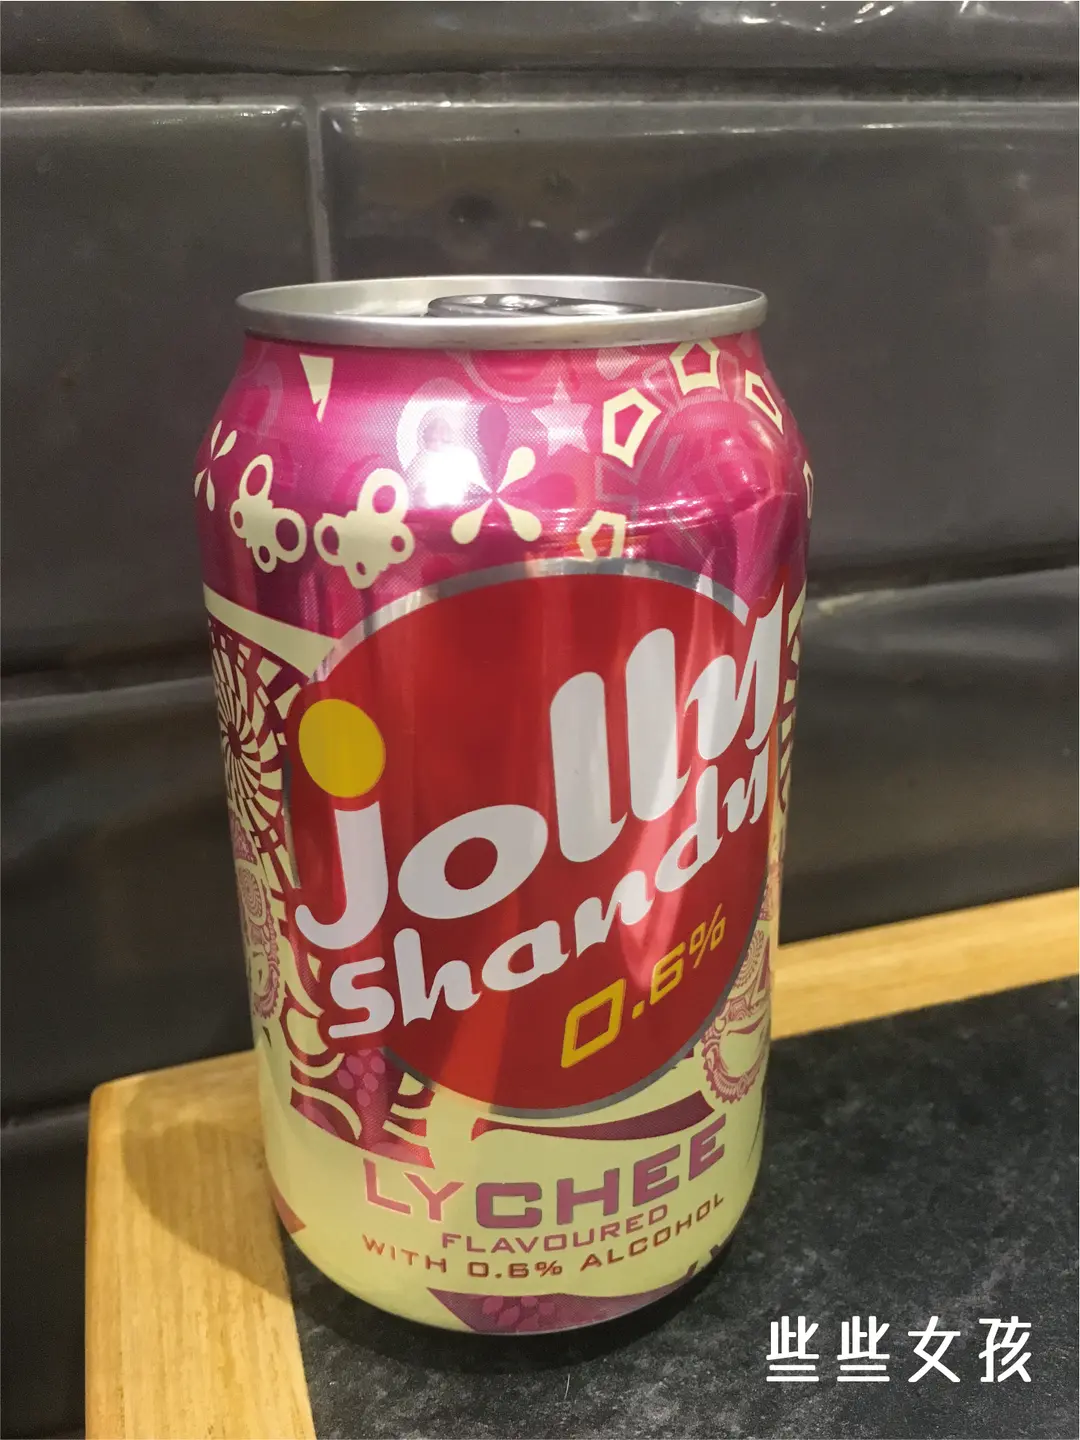 jolly
shandy
0.6%
LYCHEE
FLAVOURED
WITH 0.6% ALCOHOL
些些女孩